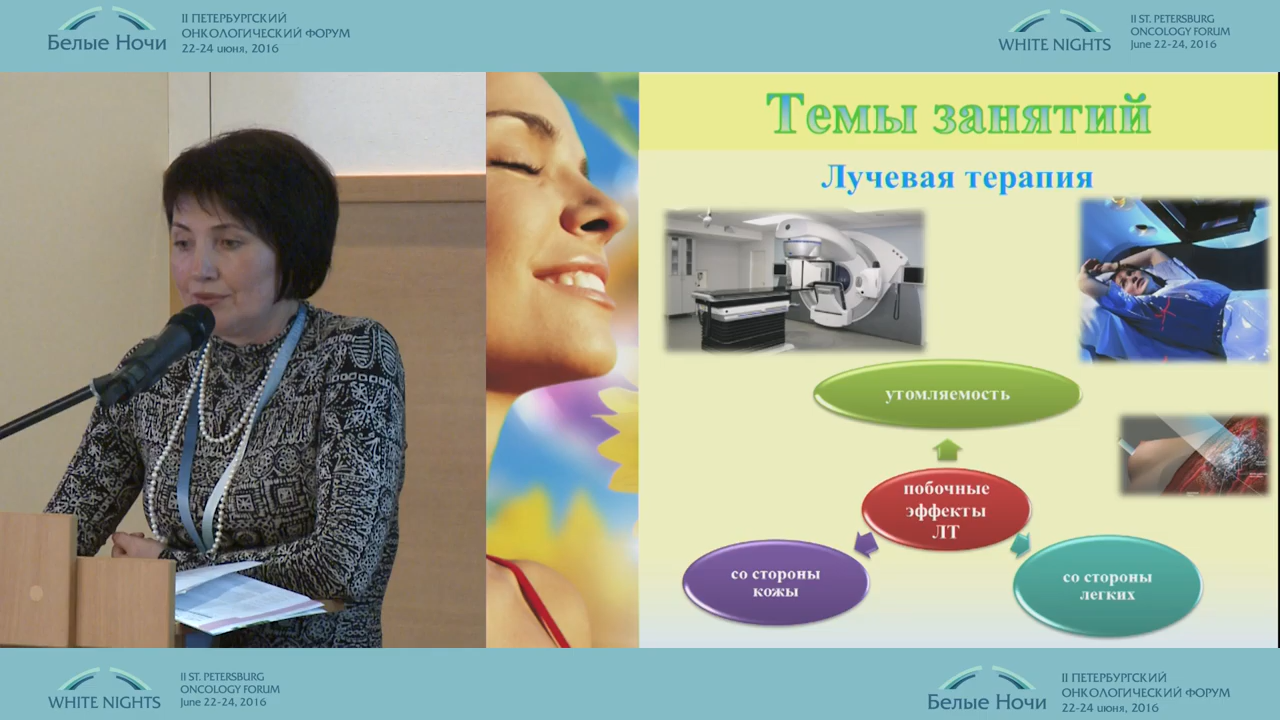 Белые Ночи
II ПЕТЕРБУРГСКИЙ
ОНКОЛОГИЧЕСКИЙ ФОРУМ
22-24 июня, 2016
WHITE NIGHTS
II ST. PETERSBURG
ONCOLOGY FORUM
June 22-24, 2016
Темы занятий
Лучевая терапия
утомляемость
побочные
эффекты
ЛТ
со стороны
кожы
со стороны
легких
WHITE NIGHTS
II ST. PETERSBURG
ONCOLOGY FORUM
June 22-24, 2016
Белые Ночи
II ПЕТЕРБУРГСКИЙ
ОНКОЛОГИЧЕСКИЙ ФОРУМ
22-24 июня, 2016